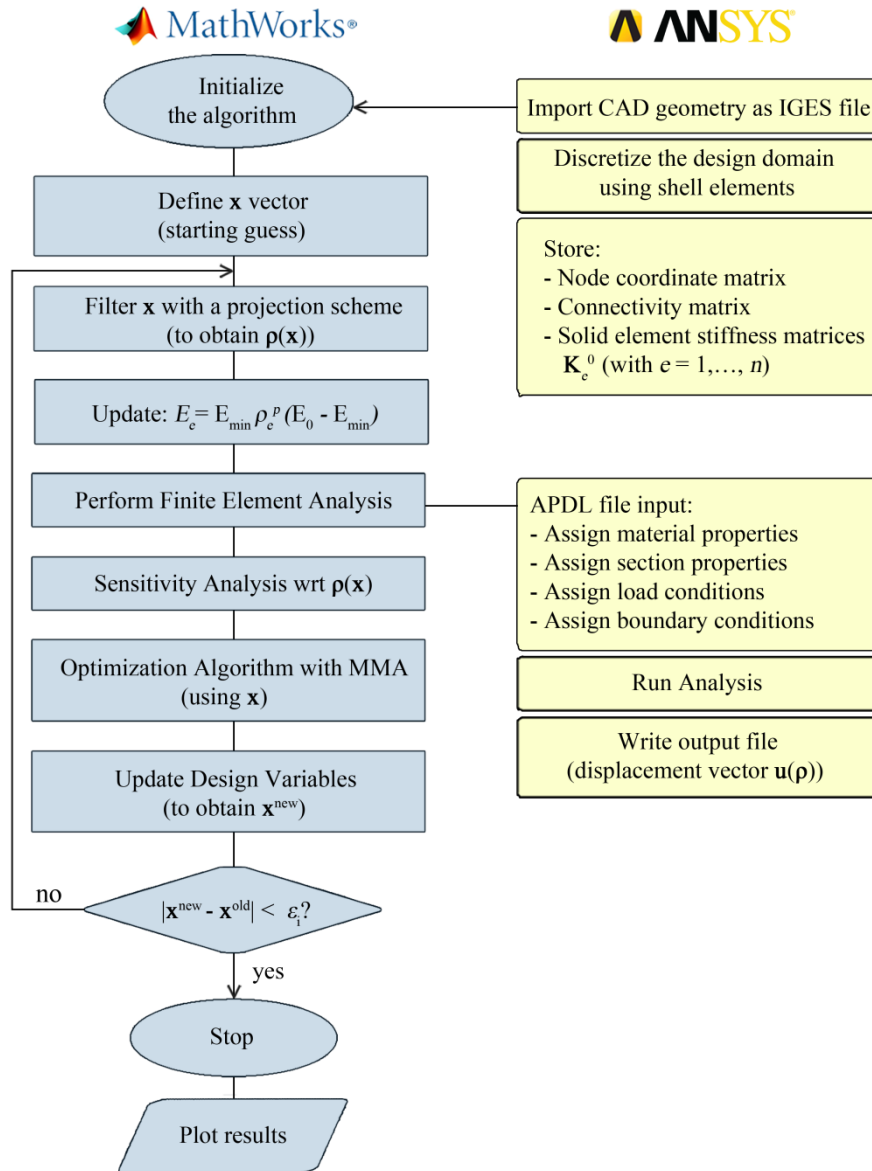 MathWorks®
ANSYS®
Initialize
the algorithm
Import CAD geometry as IGES file
Discretize the design domain
using shell elements
Define x vector
(starting guess)
Store:
- Node coordinate matrix
- Connectivity matrix
- Solid element stiffness matrices
Kₑ⁰ (with e = 1,…, n)
Filter x with a projection scheme
(to obtain ρ(x))
Update: Eₑ= E_min ρₑᵖ (E₀ - E_min)
Perform Finite Element Analysis
APDL file input:
- Assign material properties
- Assign section properties
- Assign load conditions
- Assign boundary conditions
Sensitivity Analysis wrt ρ(x)
Optimization Algorithm with MMA
(using x)
Run Analysis
Update Design Variables
(to obtain xⁿᵉʷ)
Write output file
(displacement vector u(ρ))
no
|xⁿᵉʷ - xᵒˡᵈ| < εᵢ?
yes
Stop
Plot results